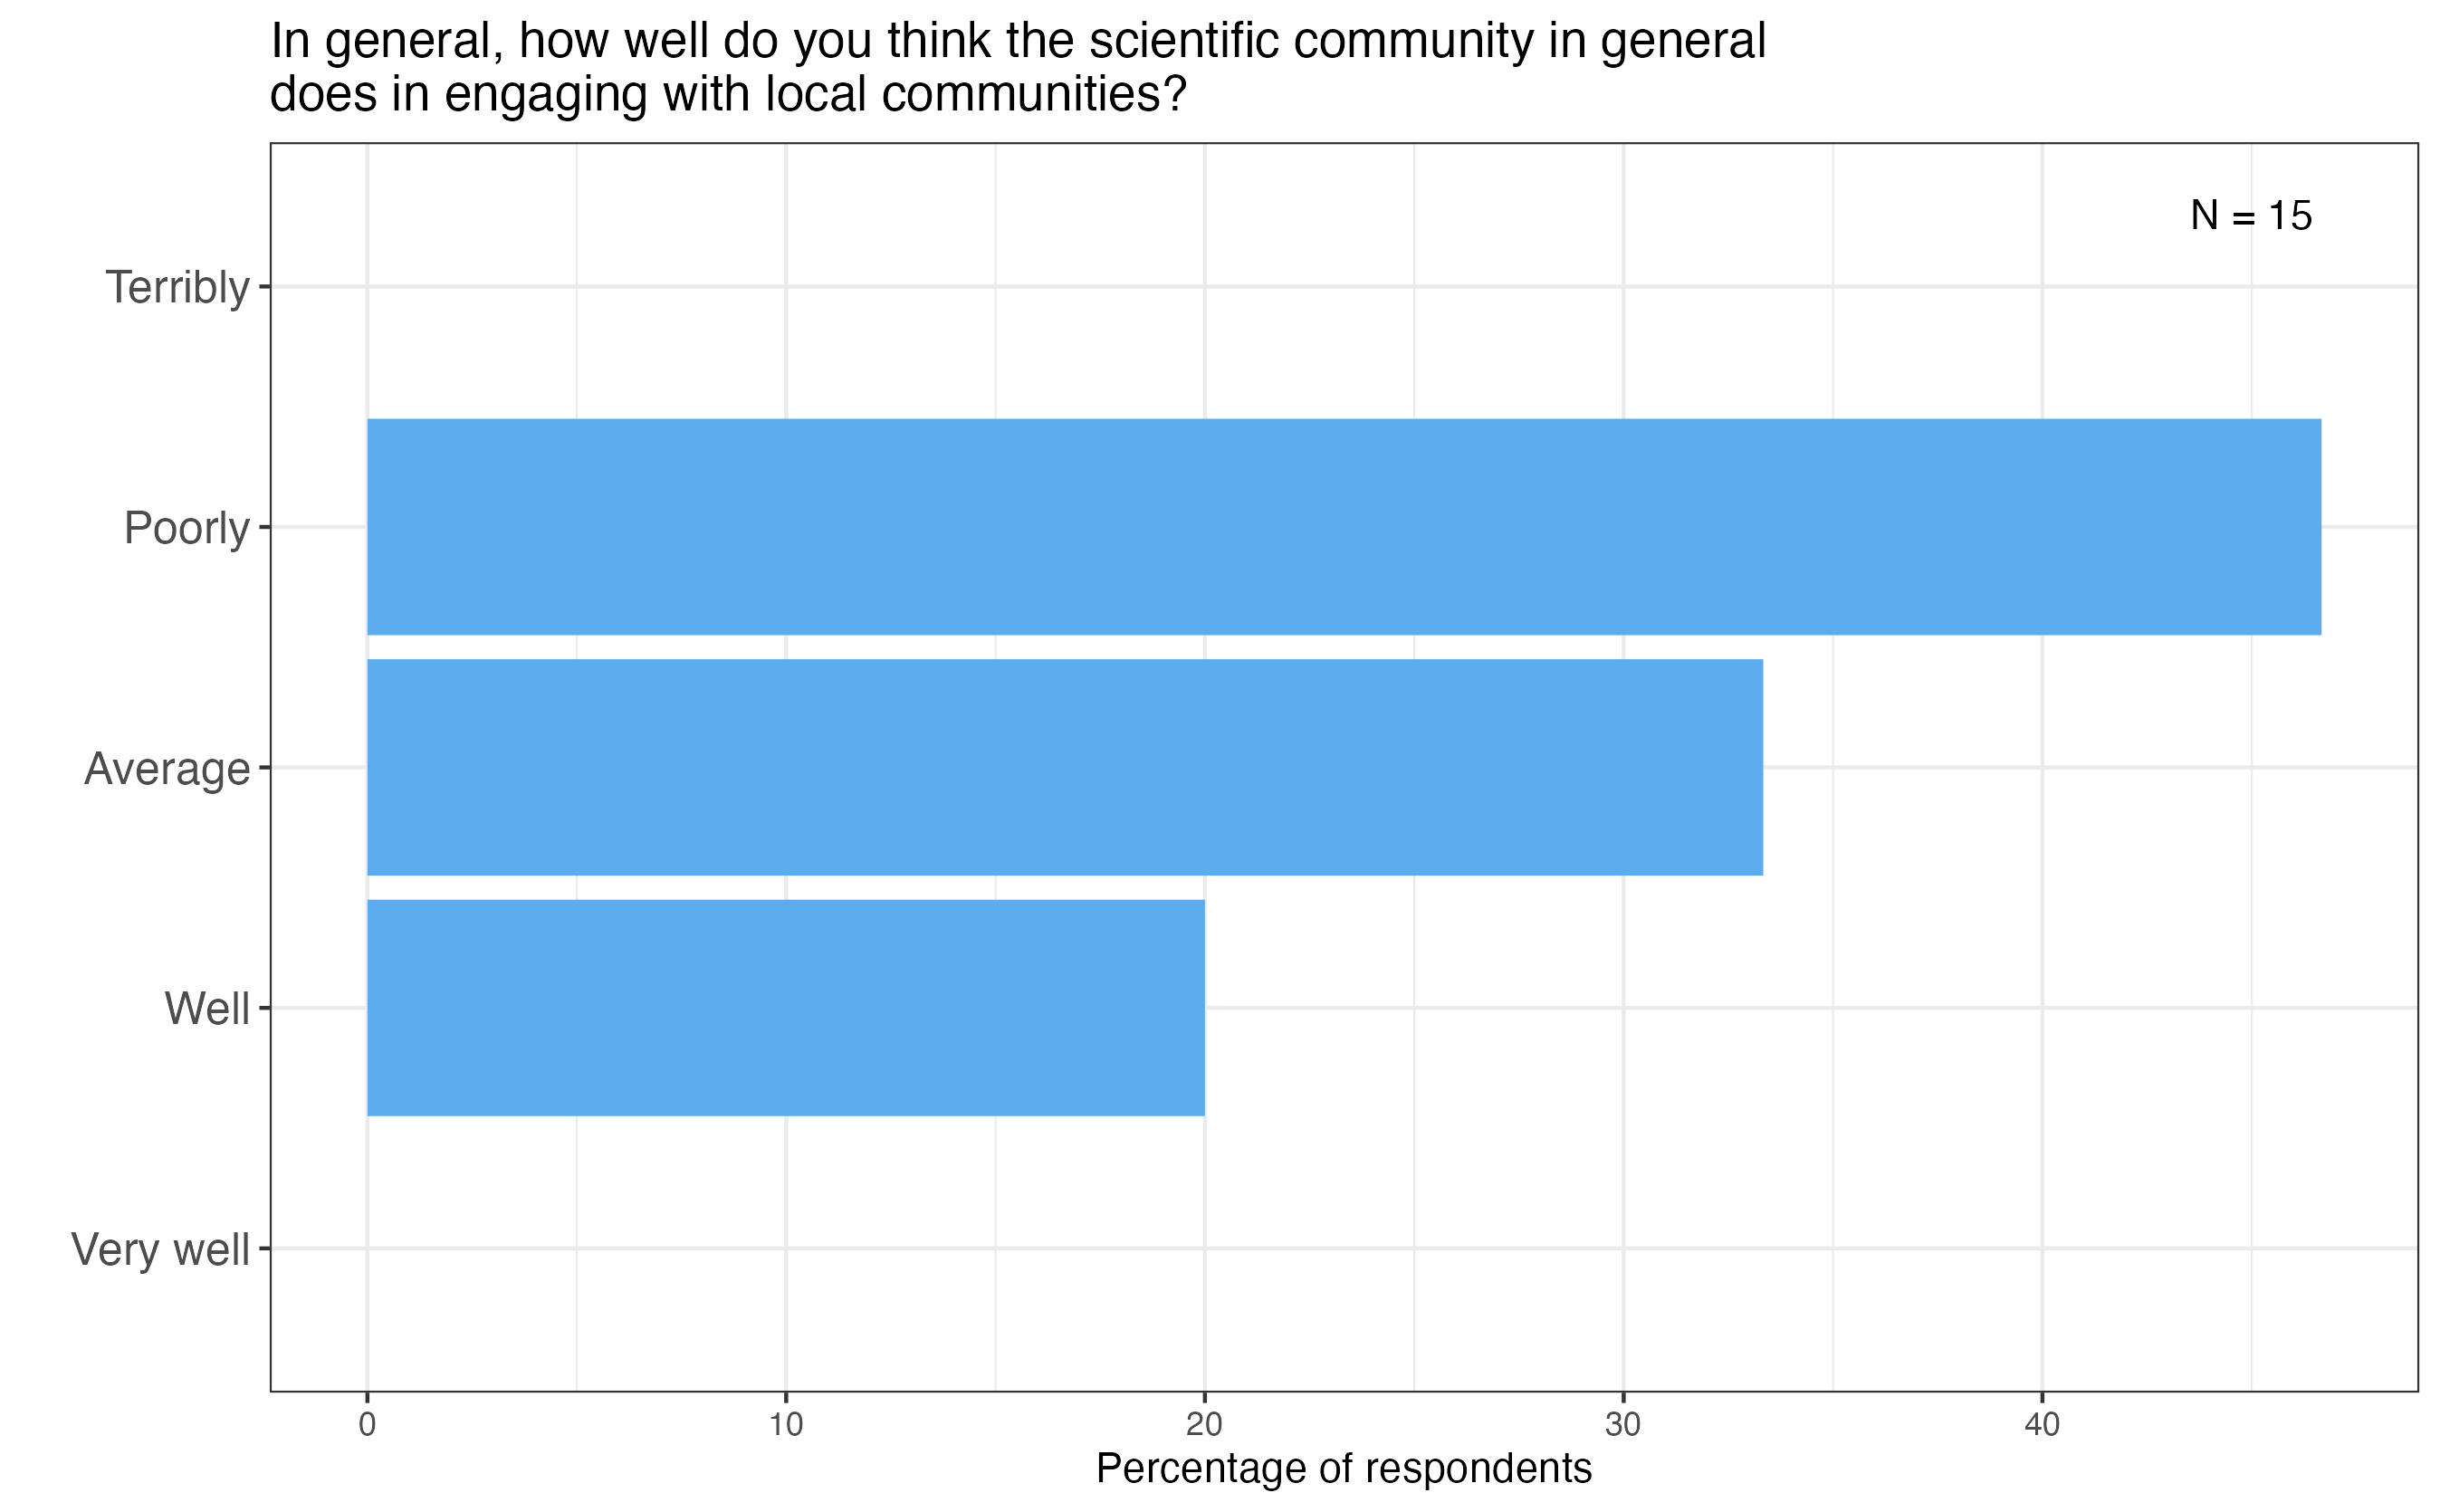 In general, how well do you think the scientific community in general
does in engaging with local communities?
N = 15
Terribly
Poorly
Average
Well
Very well
0 10 20 30 40
Percentage of respondents